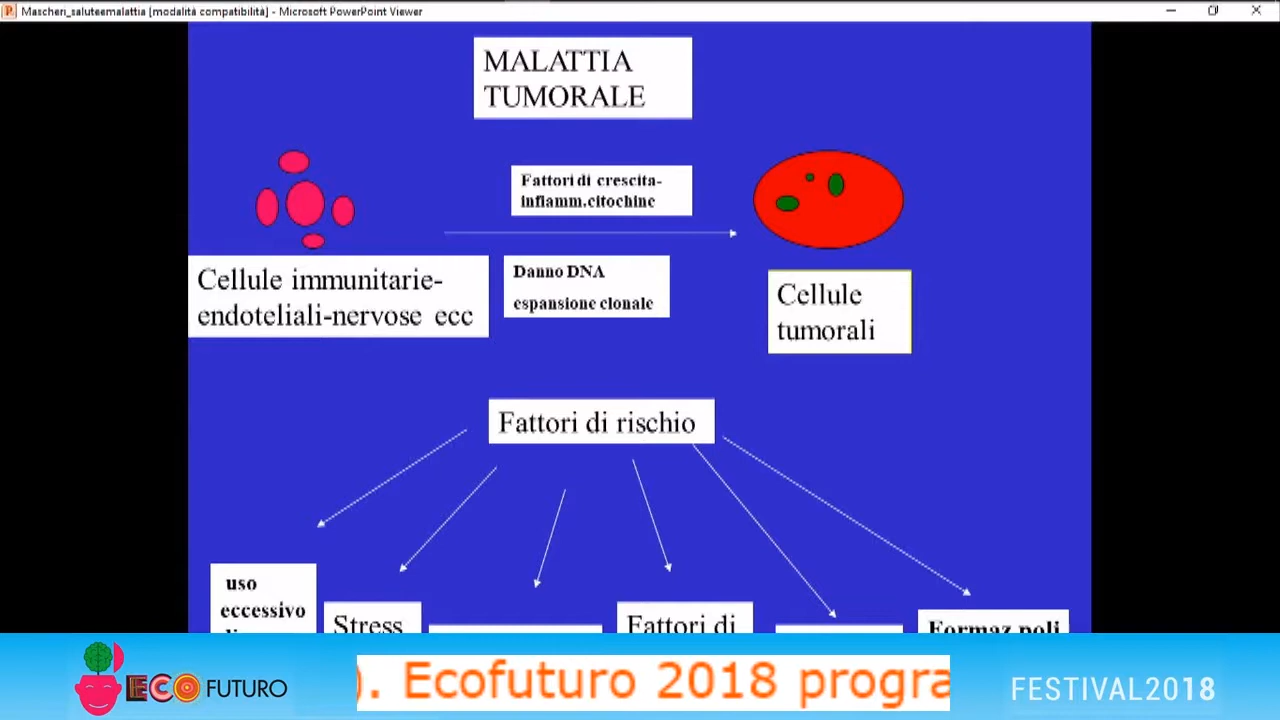 Mascheri_saluteemalattia [modalità compatibilità] - Microsoft PowerPoint Viewer
MALATTIA
TUMORALE
Fattori di crescita-
infiamm.citochine
Cellule immunitarie-
endoteliali-nervose ecc
Danno DNA
espansione clonale
Cellule
tumorali
Fattori di rischio
uso
eccessivo
Stress
Fattori di
Formaz.poli
ECO FUTURO
). Ecofuturo 2018 progra
FESTIVAL2018